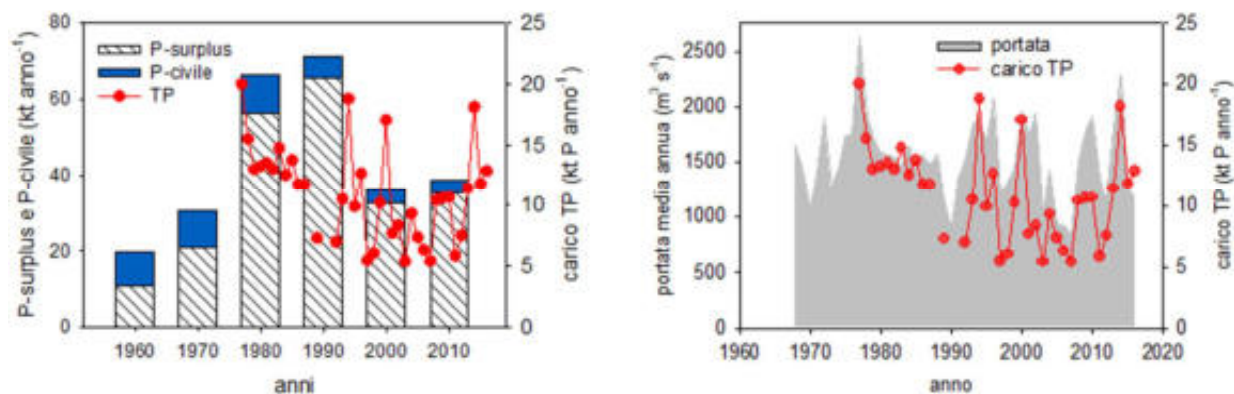 P-surplus e P-civile (kt anno⁻¹)
80
60
40
20
0
P-surplus
P-civile
TP
25
20
15
10
5
0
carico TP (kt P anno⁻¹)
1960 1970 1980 1990 2000 2010
anni
portata media annua (m³ s⁻¹)
2500
2000
1500
1000
500
0
portata
carico TP
25
20
15
10
5
0
carico TP (kt P anno⁻¹)
1960 1970 1980 1990 2000 2010 2020
anno